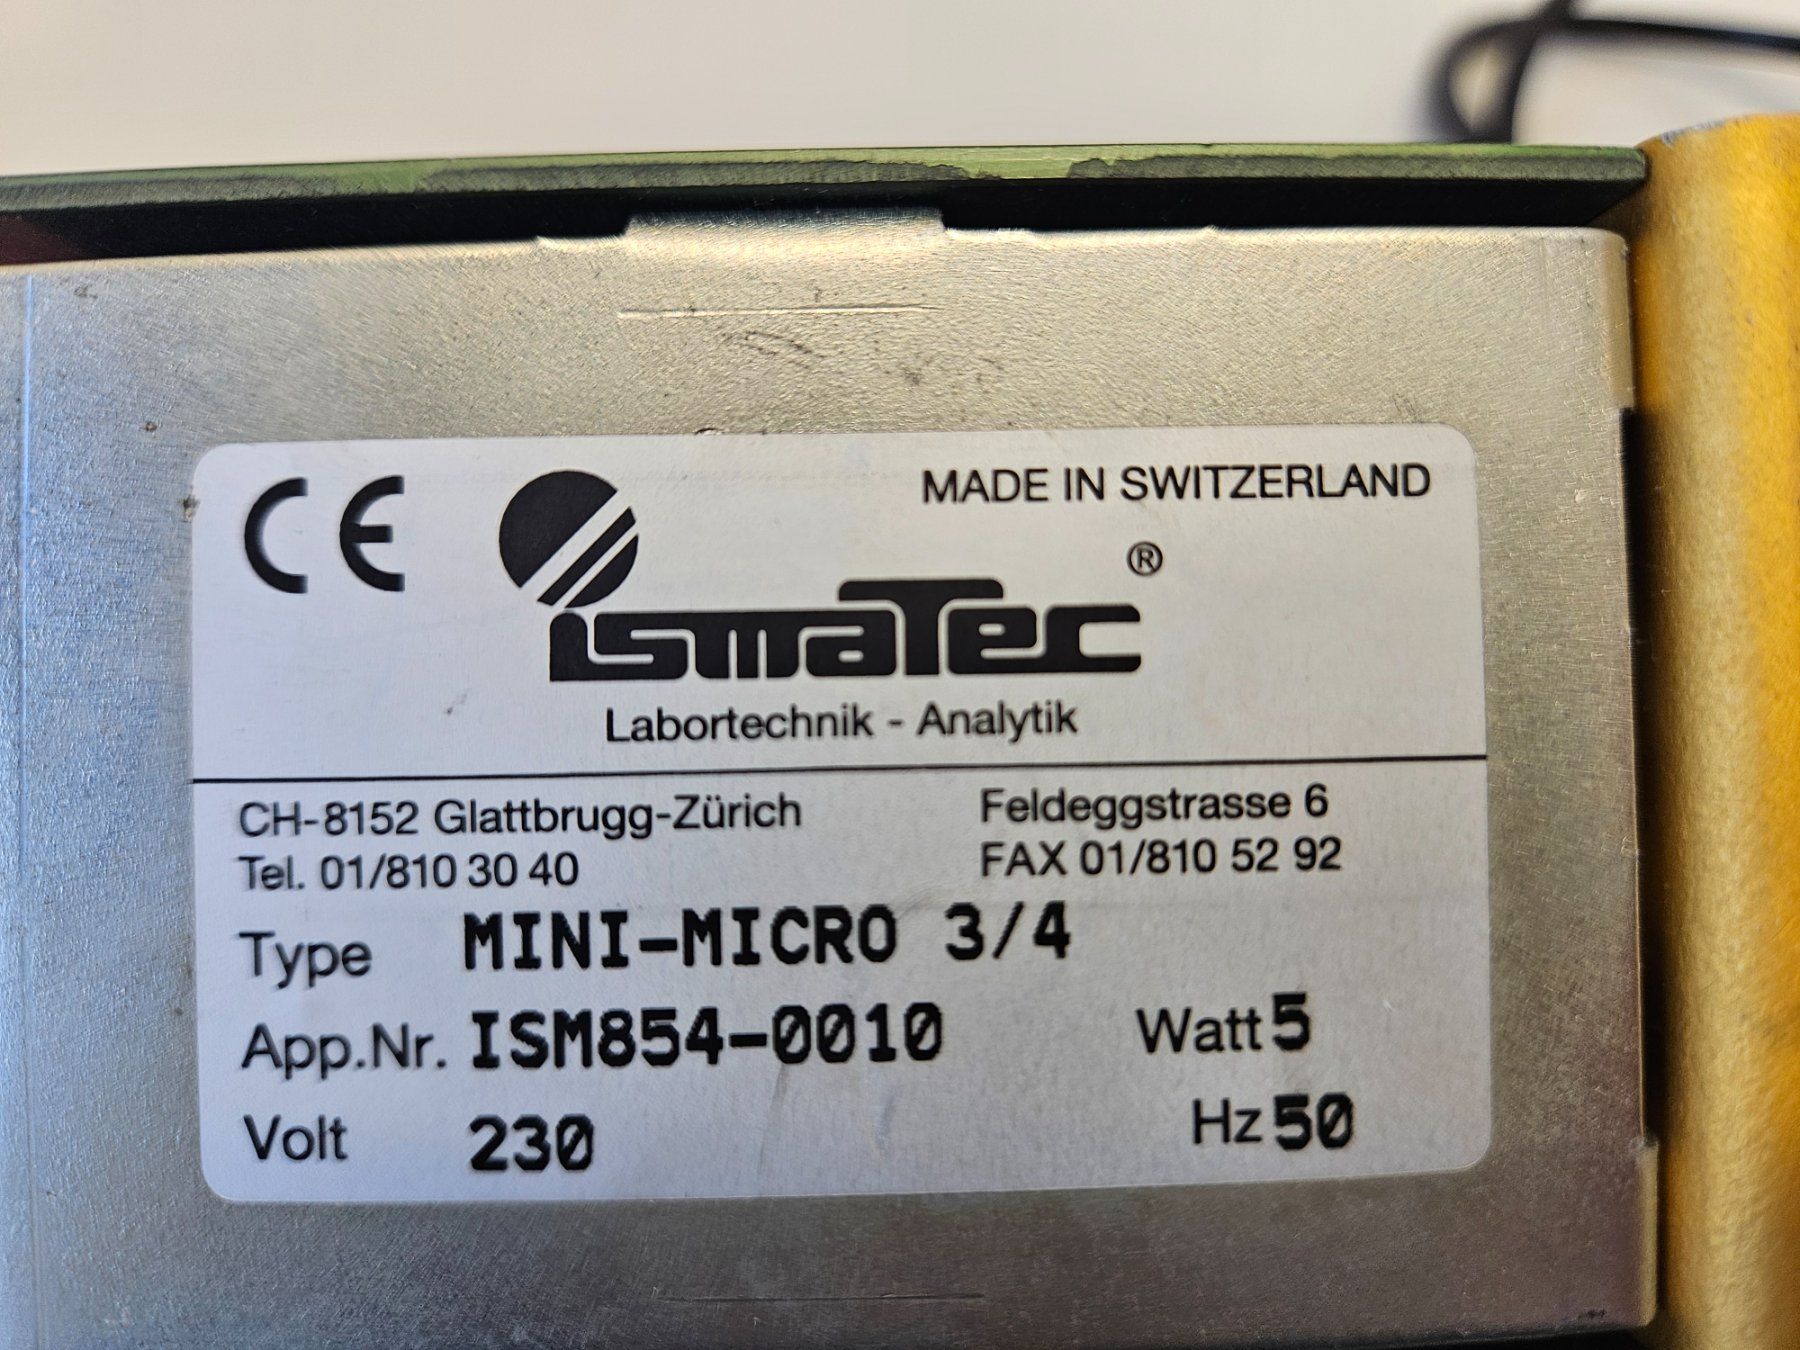 CE
MADE IN SWITZERLAND
ismaTec ®
Labortechnik - Analytik
CH-8152 Glattbrugg-Zürich Feldeggstrasse 6
Tel. 01/810 30 40 FAX 01/810 52 92
Type MINI-MICRO 3/4
App.Nr. ISM854-0010 Watt 5
Volt 230 Hz 50